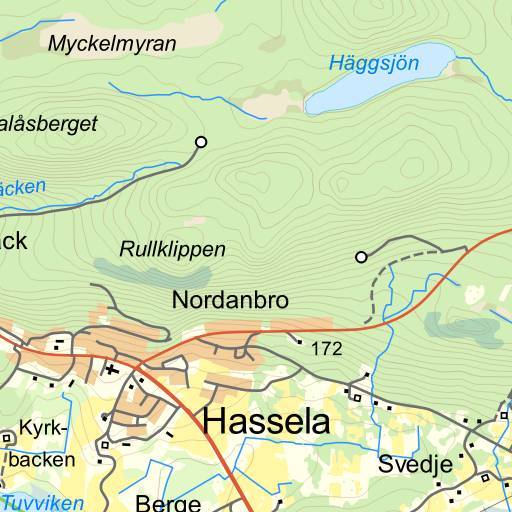 Myckelmyran
Häggsjön
alåsberget
äcken
ack
Rullklippen
Nordanbro
172
Hassela
Kyrk-
backen
Svedje
Tuvviken
Berge